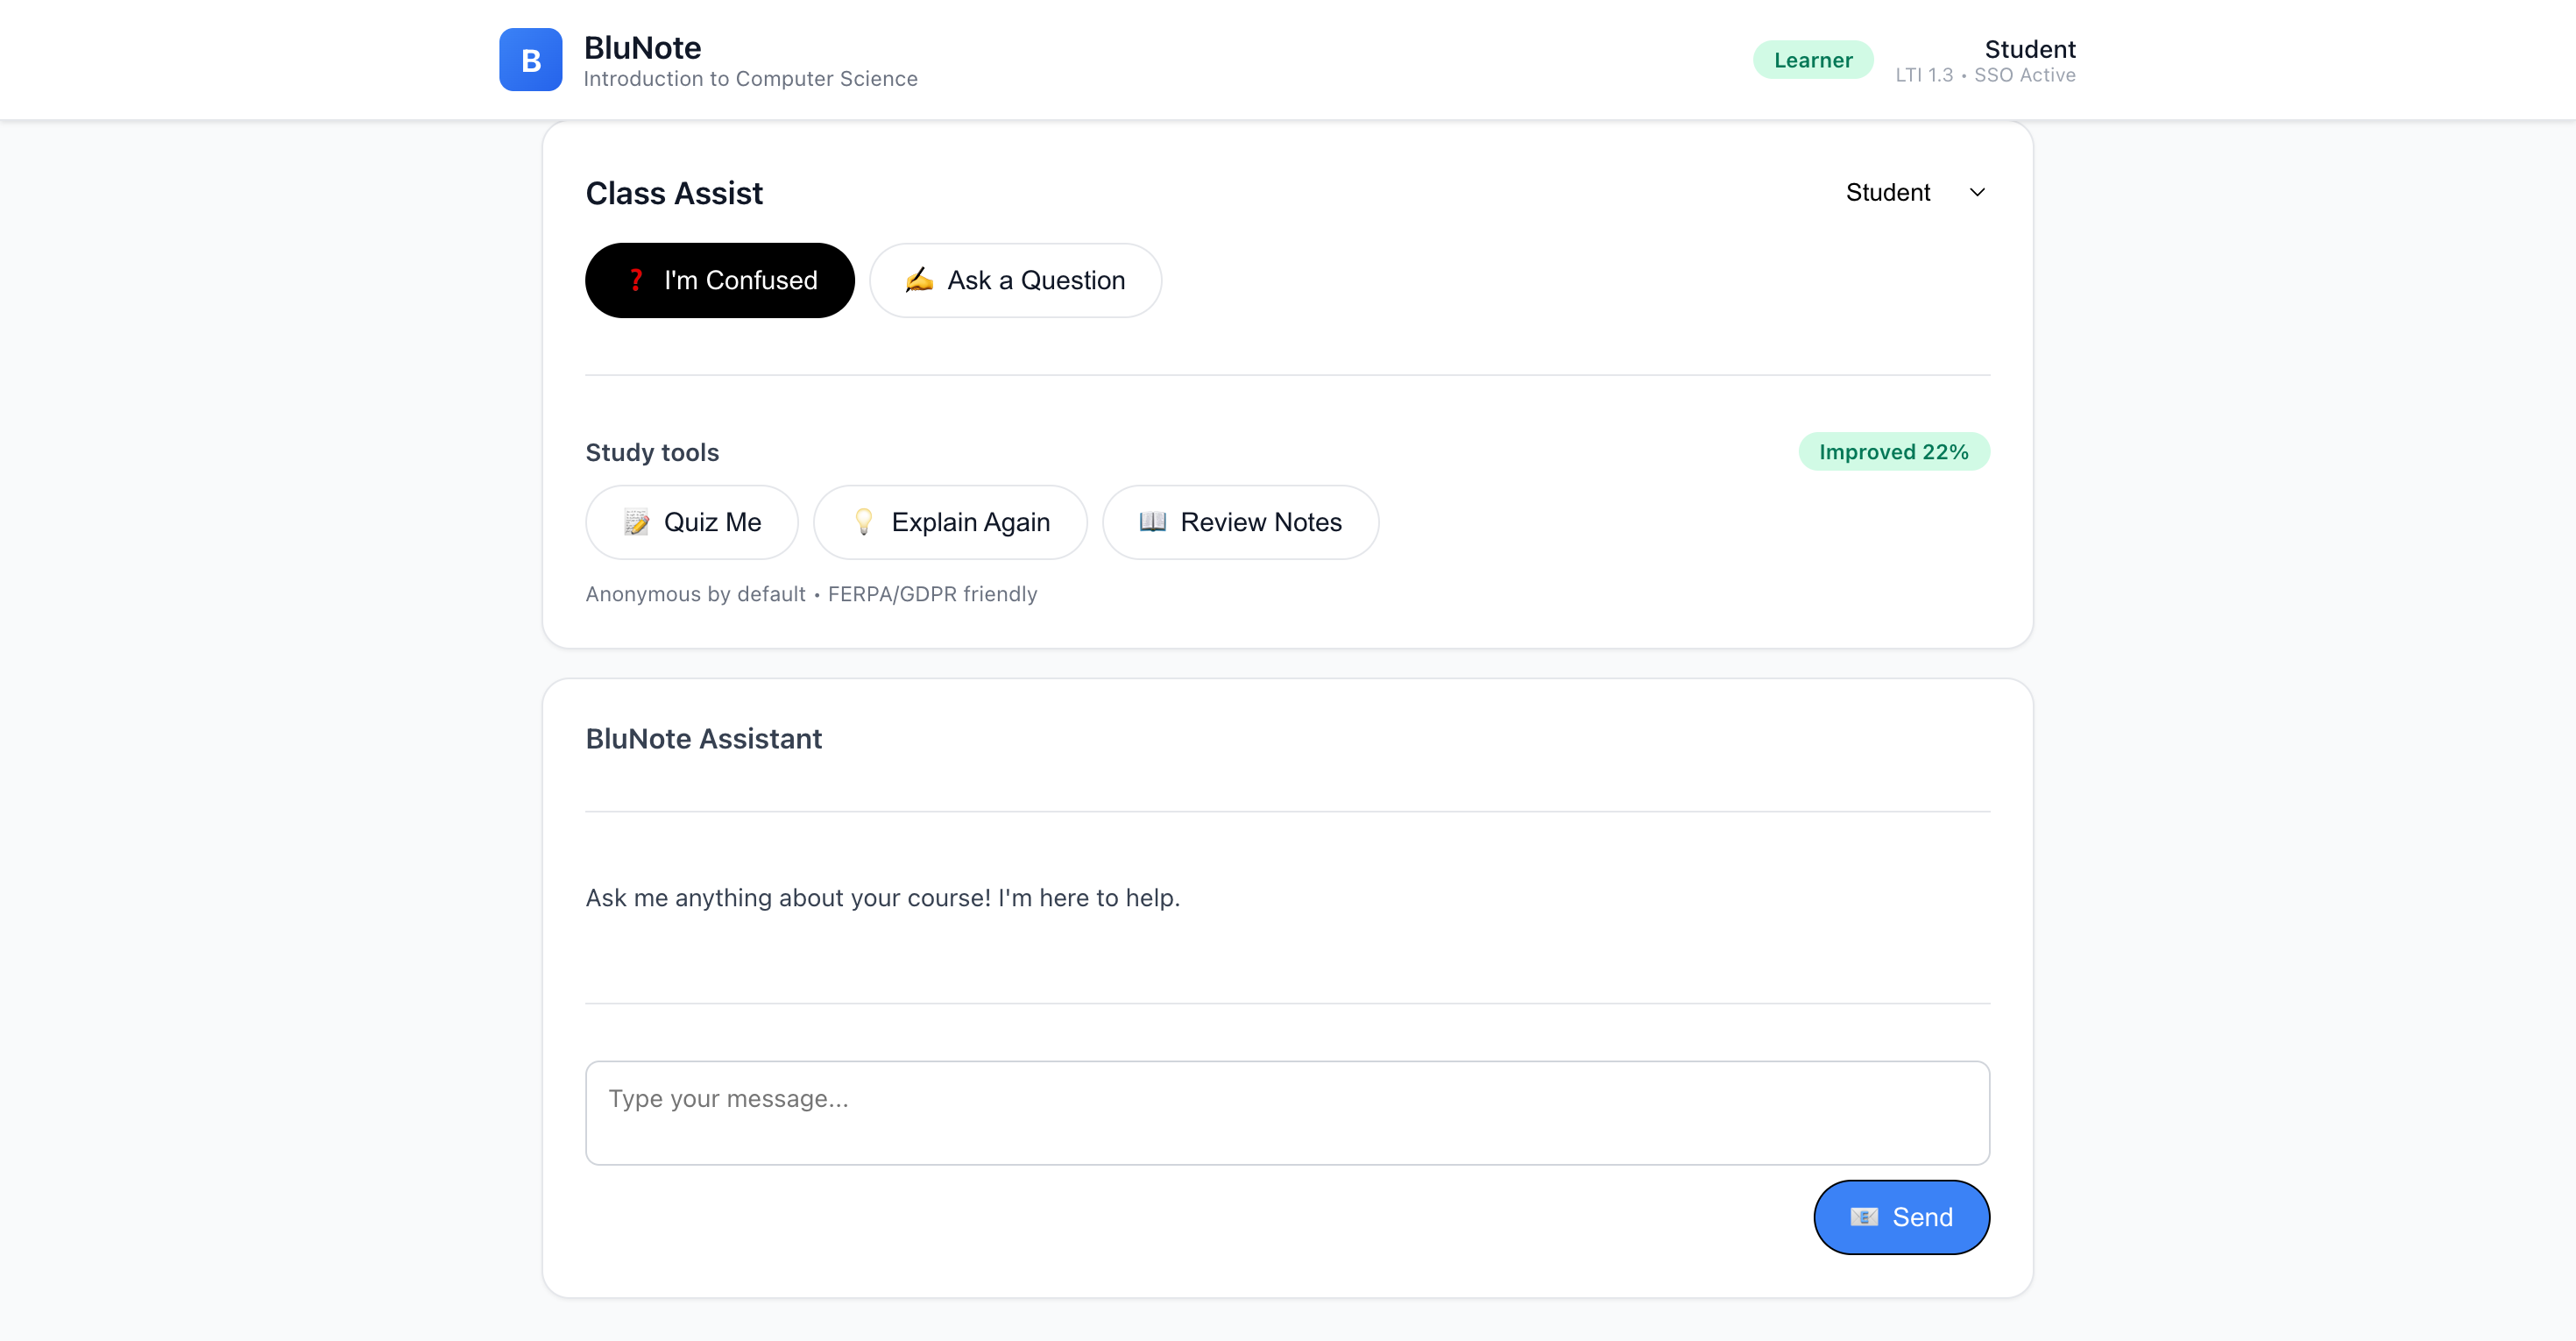 B
BluNote
Introduction to Computer Science
Learner
Student
LTI 1.3 • SSO Active
Class Assist
Student
❓ I'm Confused
✍️ Ask a Question
Study tools
Improved 22%
📝 Quiz Me
💡 Explain Again
📖 Review Notes
Anonymous by default • FERPA/GDPR friendly
BluNote Assistant
Ask me anything about your course! I'm here to help.
Type your message...
📧 Send